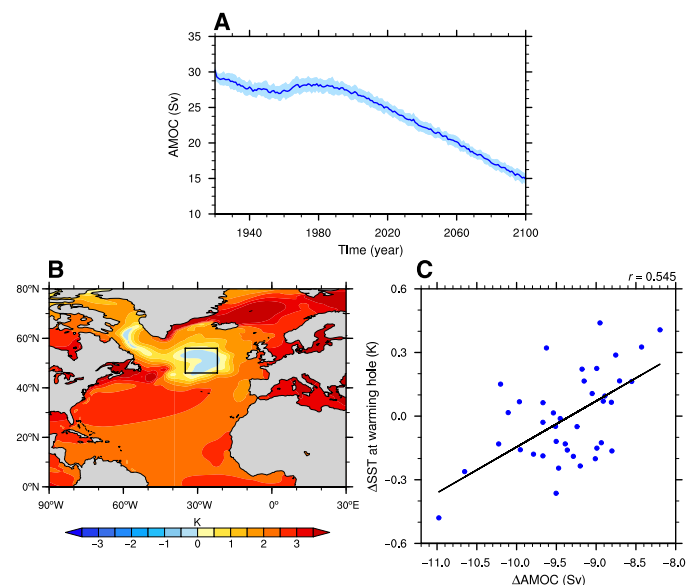 A
AMOC (Sv)
35
30
25
20
15
10
1940
1980
2020
2060
2100
Time (year)
B
80°N
60°N
40°N
20°N
0°N
90°W
60°W
30°W
0°
30°E
K
−3
−2
−1
0
1
2
3
C
r = 0.545
ΔSST at warming hole (K)
0.6
0.3
0.0
−0.3
−0.6
−11.0
−10.5
−10.0
−9.5
−9.0
−8.5
−8.0
ΔAMOC (Sv)